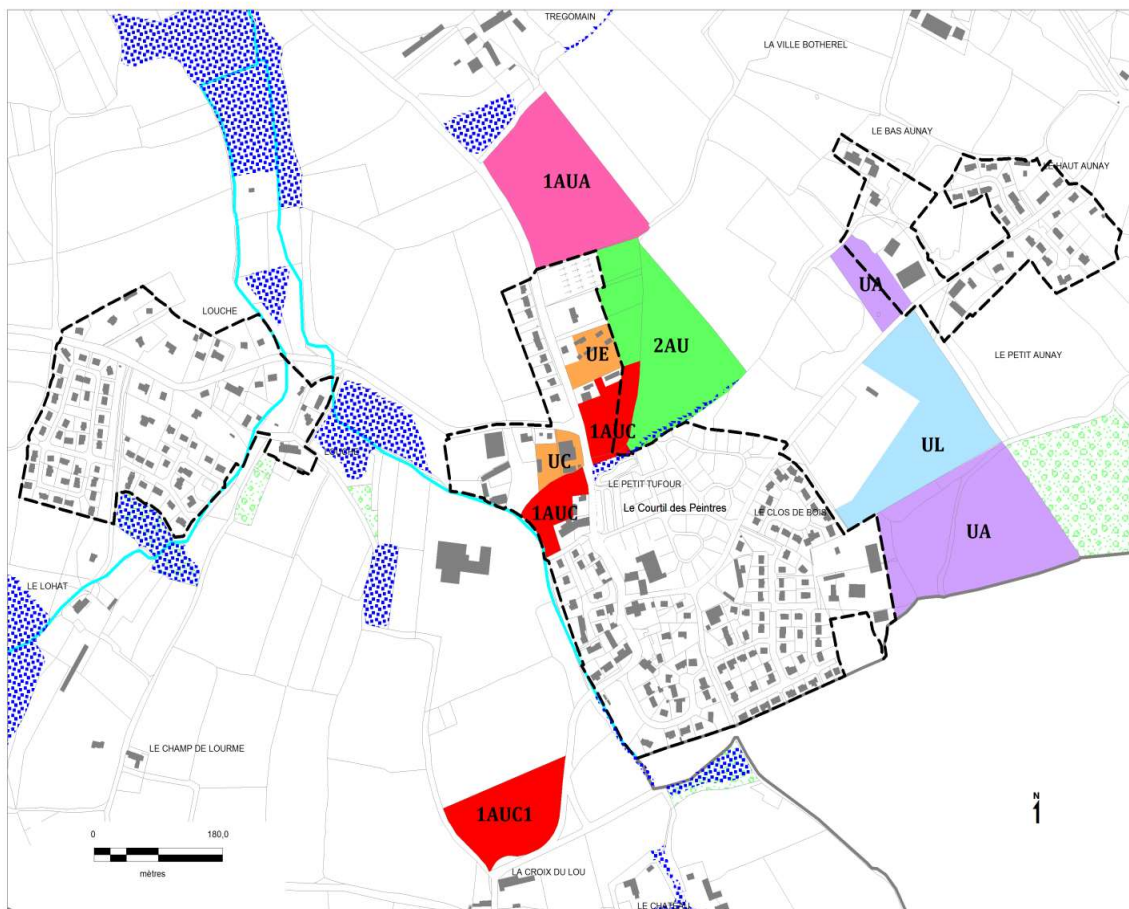 TREGOMAIN
LA VILLE BOTHEREL
LE BAS AUNAY
LE HAUT AUNAY
1AUA
UA
LOUCHE
2AU
UE
LE PETIT AUNAY
1AUC
UL
UC
LE PETIT TUFOUR
Le Courtil des Peintres
LE CLOS DE BOIS
1AUC
UA
LE LOHAT
LE CHAMP DE LOURME
1AUC1
N
0 180,0
mètres
LA CROIX DU LOU
LE CHATEAU